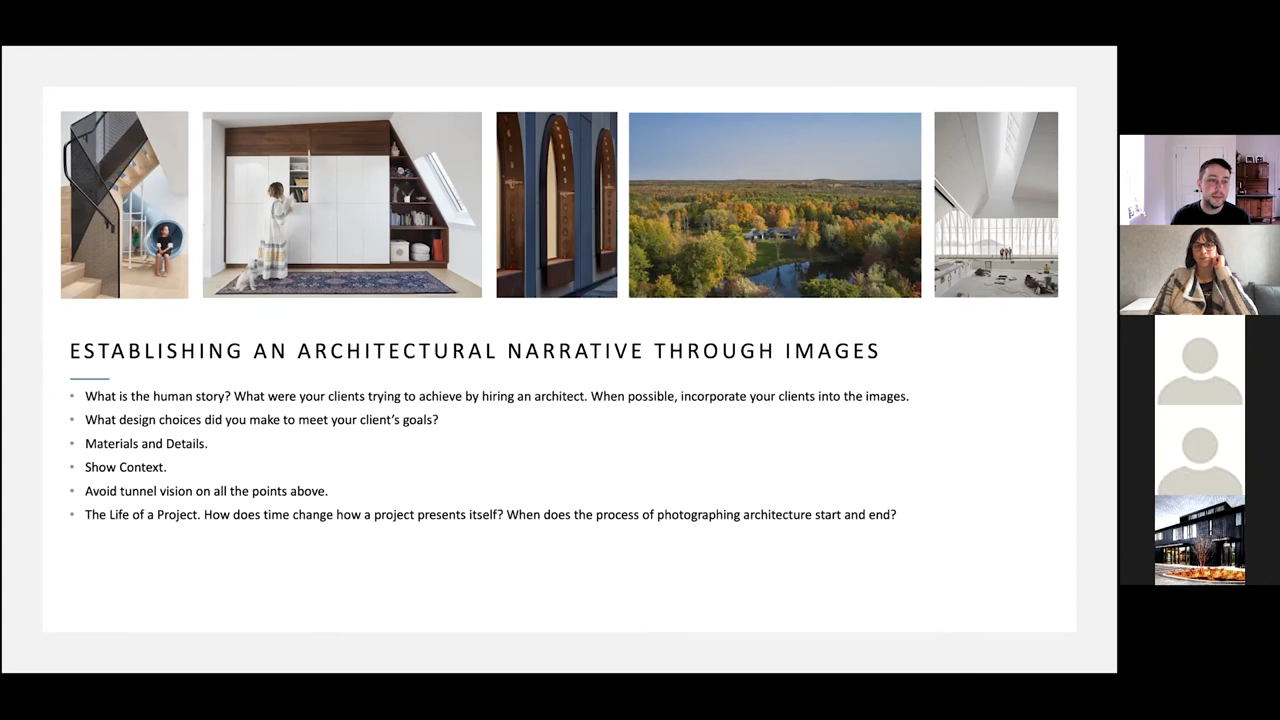 ESTABLISHING AN ARCHITECTURAL NARRATIVE THROUGH IMAGES
• What is the human story? What were your clients trying to achieve by hiring an architect. When possible, incorporate your clients into the images.
• What design choices did you make to meet your client's goals?
• Materials and Details.
• Show Context.
• Avoid tunnel vision on all the points above.
• The Life of a Project. How does time change how a project presents itself? When does the process of photographing architecture start and end?